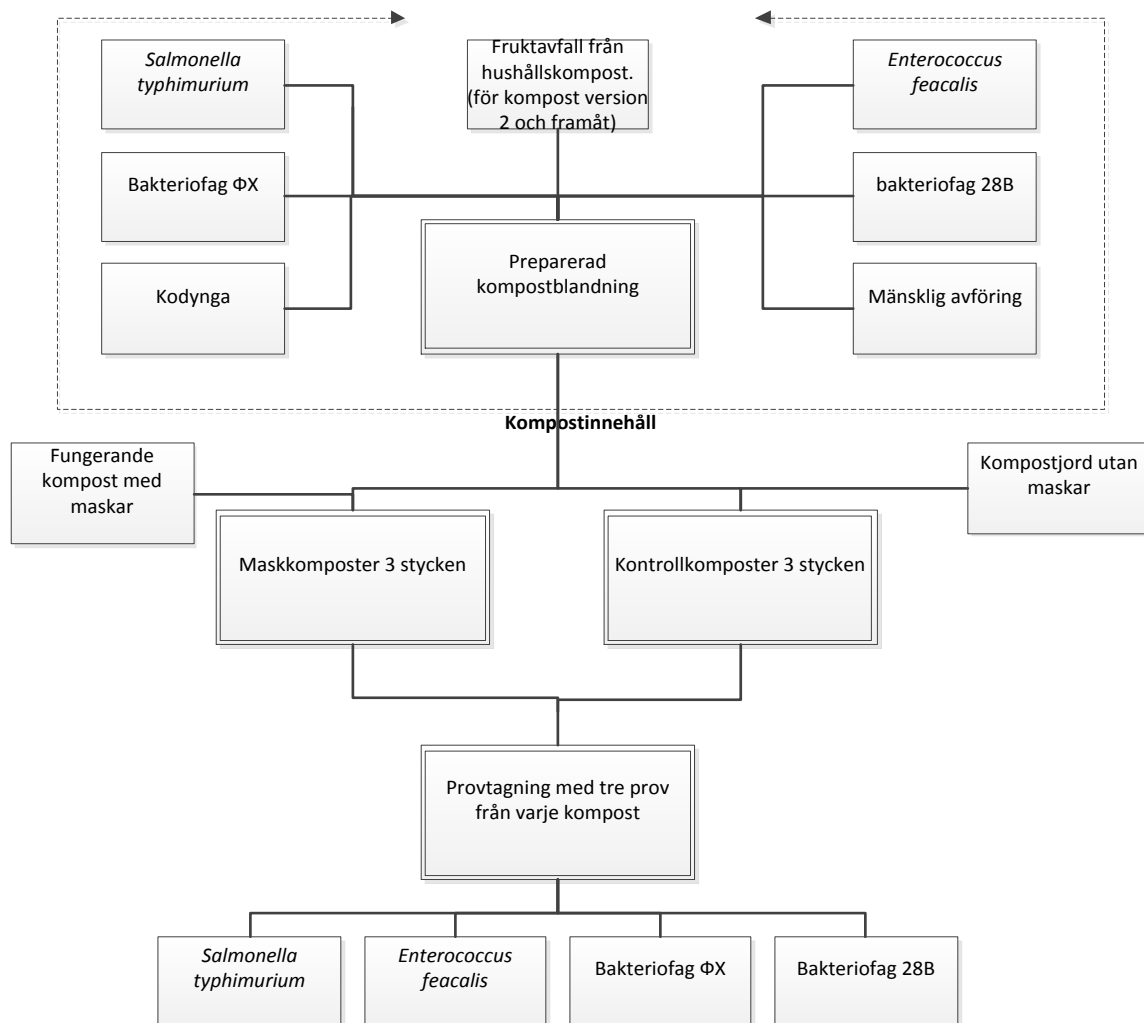 Salmonella
typhimurium
Fruktavfall från
hushållskompost.
(för kompost version
2 och framåt)
Enterococcus
feacalis
Bakteriofag ΦX
bakteriofag 28B
Preparerad
kompostblandning
Kodynga
Mänsklig avföring
Kompostinnehåll
Fungerande
kompost med
maskar
Kompostjord utan
maskar
Maskkomposter 3 stycken
Kontrollkomposter 3 stycken
Provtagning med tre prov
från varje kompost
Salmonella
typhimurium
Enterococcus
feacalis
Bakteriofag ΦX
Bakteriofag 28B